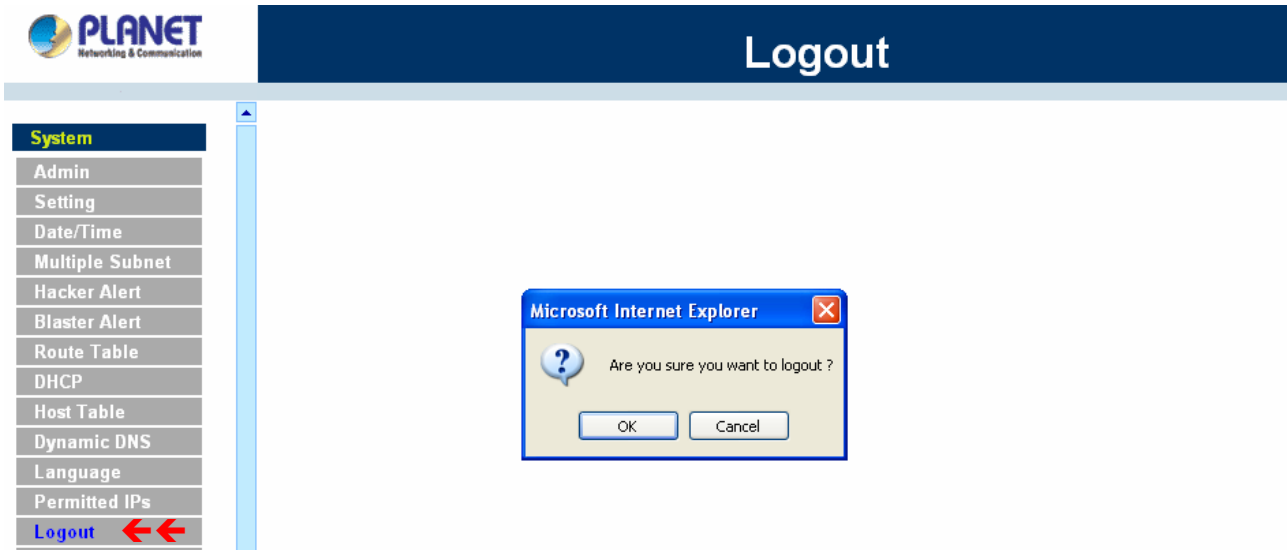 PLANET
Networking & Communication
Logout
System
Admin
Setting
Date/Time
Multiple Subnet
Hacker Alert
Blaster Alert
Route Table
DHCP
Host Table
Dynamic DNS
Language
Permitted IPs
Logout
Microsoft Internet Explorer
Are you sure you want to logout ?
OK
Cancel